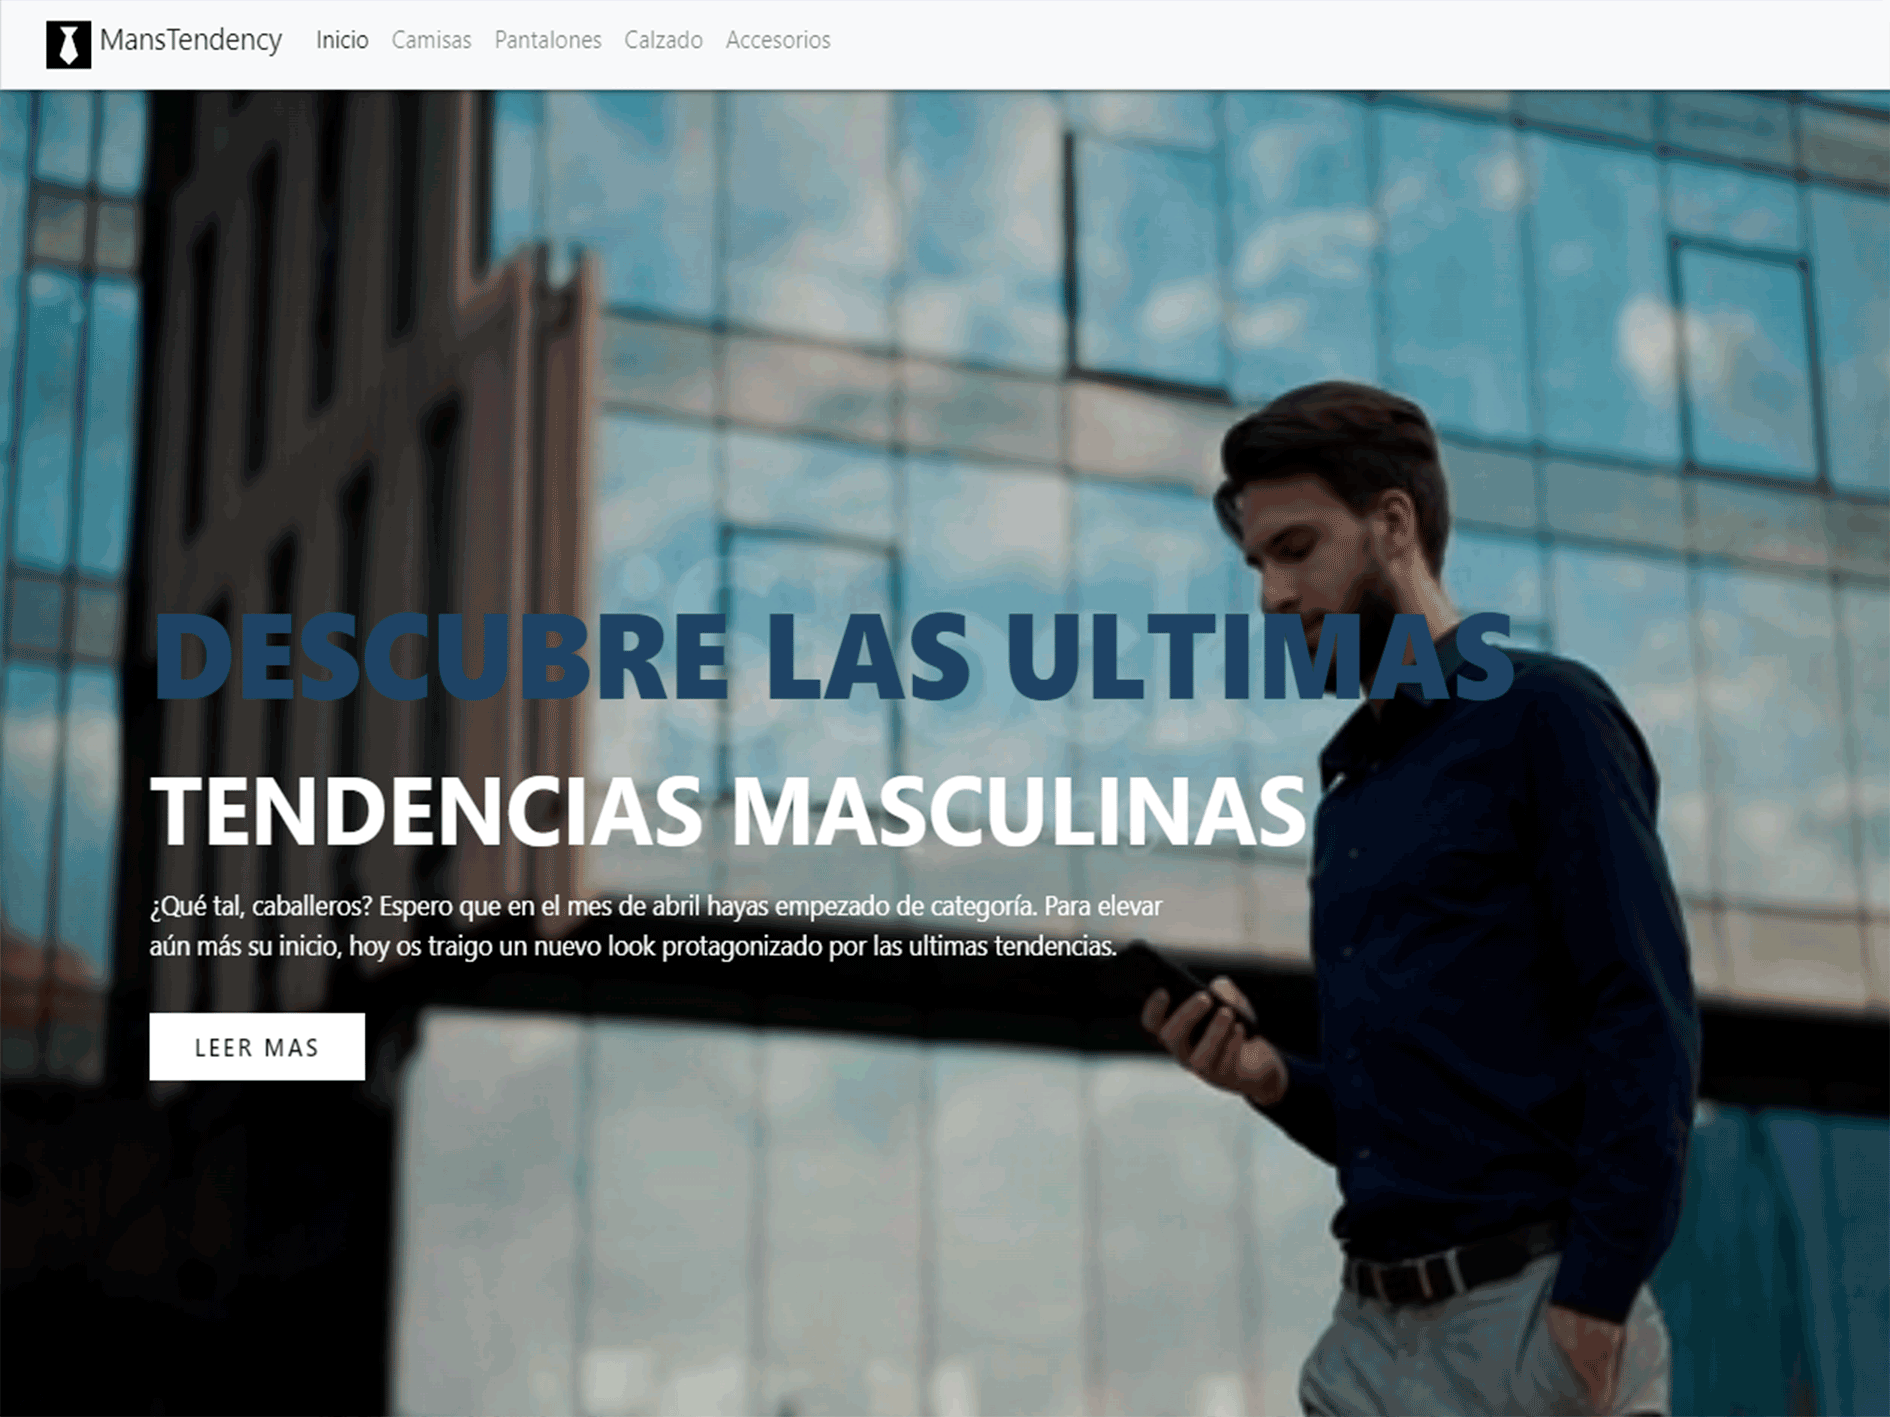 MansTendency Inicio Camisas Pantalones Calzado Accesorios
DESCUBRE LAS ULTIMAS
TENDENCIAS MASCULINAS
¿Qué tal, caballeros? Espero que en el mes de abril hayas empezado de categoría. Para elevar
aún más su inicio, hoy os traigo un nuevo look protagonizado por las ultimas tendencias.
LEER MAS